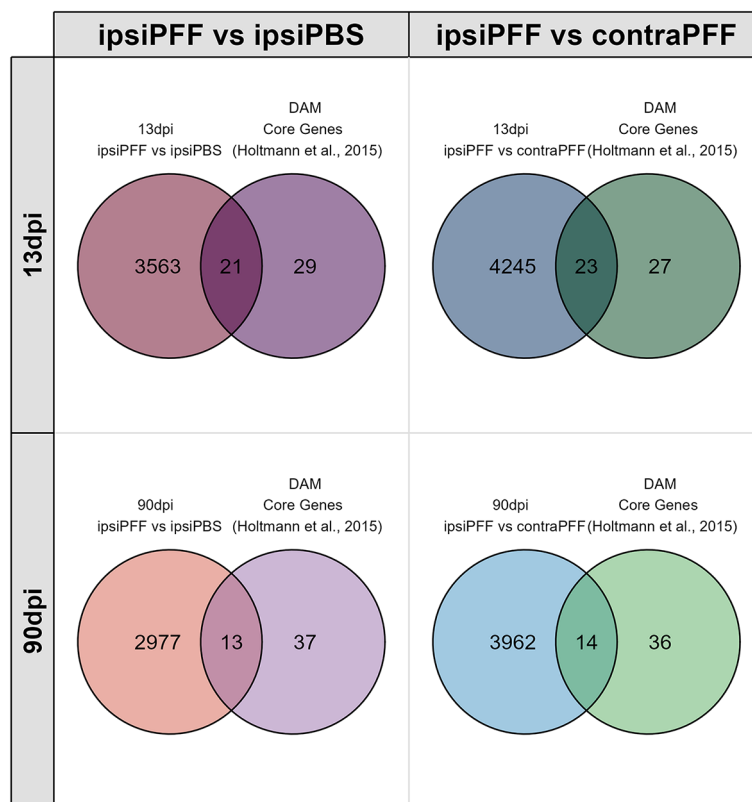 ipsiPFF vs ipsiPBS
ipsiPFF vs contraPFF
13dpi
13dpi
ipsiPFF vs ipsiPBS
DAM
Core Genes
(Holtmann et al., 2015)
3563
21
29
13dpi
ipsiPFF vs contraPFF
DAM
Core Genes
(Holtmann et al., 2015)
4245
23
27
90dpi
90dpi
ipsiPFF vs ipsiPBS
DAM
Core Genes
(Holtmann et al., 2015)
2977
13
37
90dpi
ipsiPFF vs contraPFF
DAM
Core Genes
(Holtmann et al., 2015)
3962
14
36